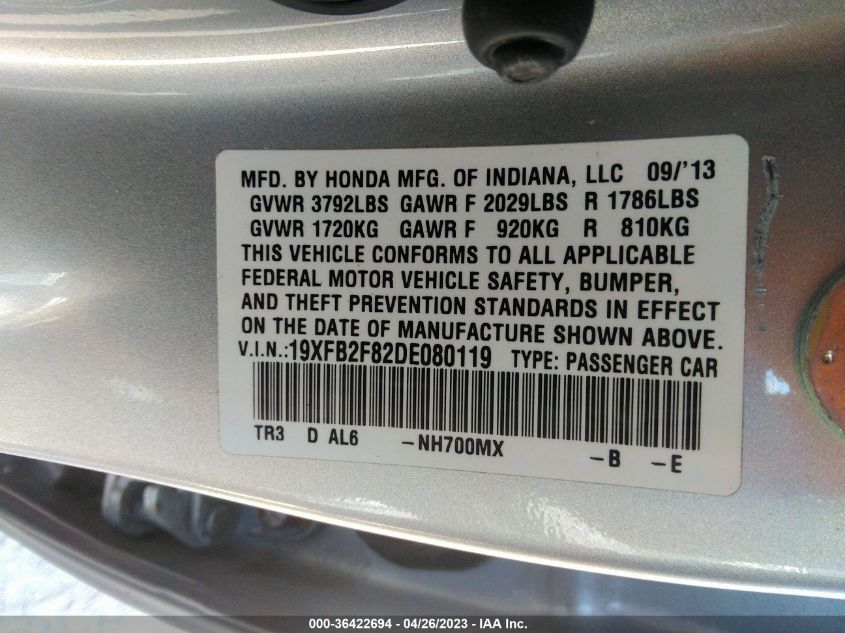 MFD. BY HONDA MFG. OF INDIANA, LLC 09/'13
GVWR 3792LBS GAWR F 2029LBS R 1786LBS
GVWR 1720KG GAWR F 920KG R 810KG
THIS VEHICLE CONFORMS TO ALL APPLICABLE
FEDERAL MOTOR VEHICLE SAFETY, BUMPER,
AND THEFT PREVENTION STANDARDS IN EFFECT
ON THE DATE OF MANUFACTURE SHOWN ABOVE.
V.I.N.:19XFB2F82DE080119 TYPE: PASSENGER CAR
TR3 D AL6 -NH700MX -B -E
000-36422694 - 04/26/2023 - IAA Inc.